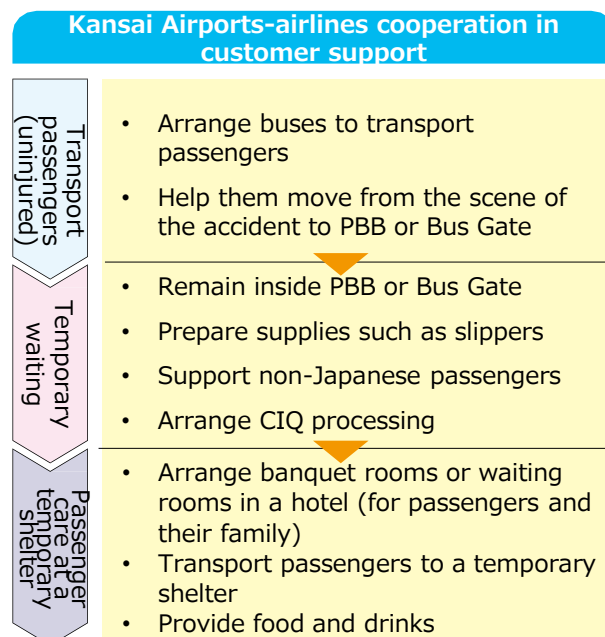 Kansai Airports-airlines cooperation in
customer support
Transport
passengers
(uninjured)
• Arrange buses to transport
passengers
• Help them move from the scene of
the accident to PBB or Bus Gate
Temporary
waiting
• Remain inside PBB or Bus Gate
• Prepare supplies such as slippers
• Support non-Japanese passengers
• Arrange CIQ processing
Passenger
care at a
temporary
shelter
• Arrange banquet rooms or waiting
rooms in a hotel (for passengers and
their family)
• Transport passengers to a temporary
shelter
• Provide food and drinks